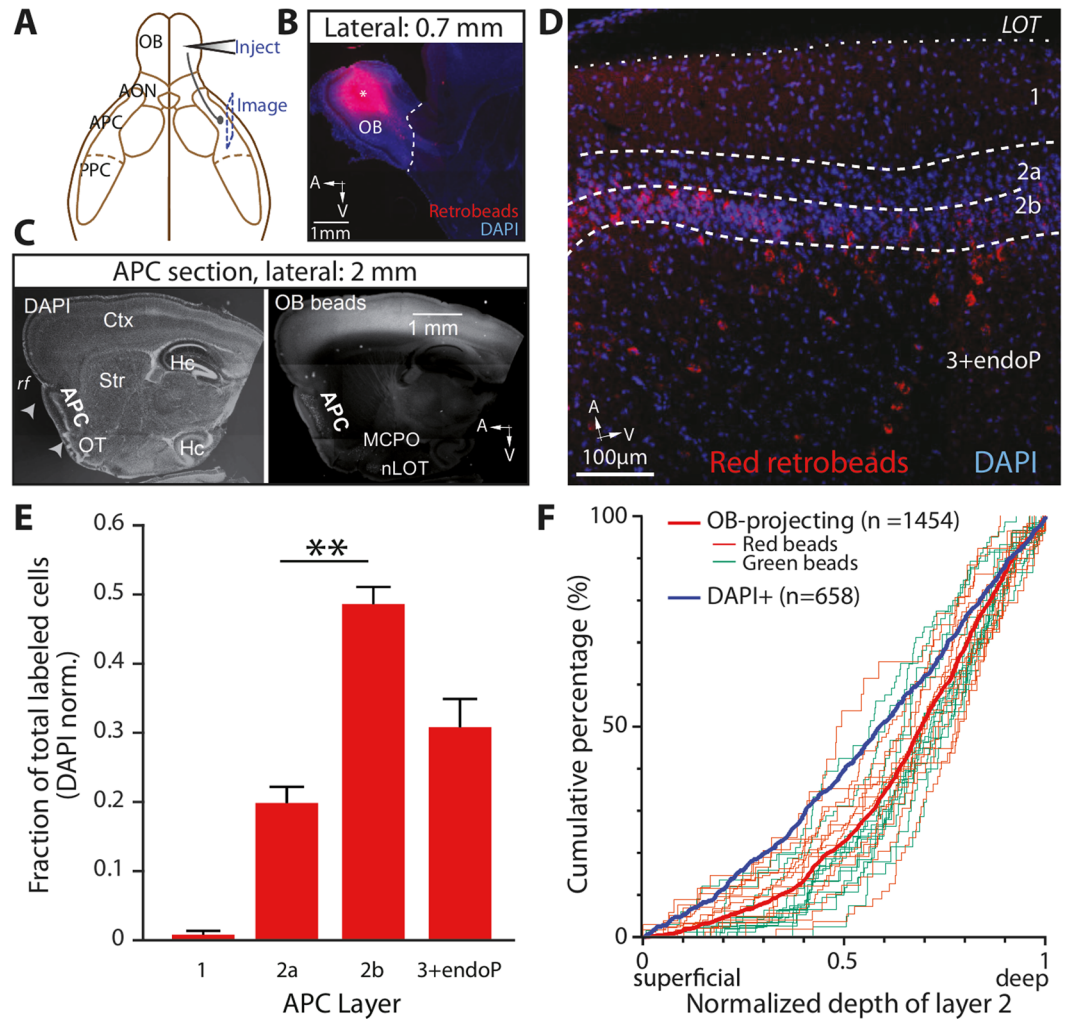 A
OB
Inject
AON
Image
APC
PPC
B
Lateral: 0.7 mm
*
OB
A
V
Retrobeads
1mm
DAPI
C
APC section, lateral: 2 mm
DAPI
Ctx
Hc
Str
rf
APC
OT
Hc
OB beads
1 mm
APC
MCPO
nLOT
A
V
D
LOT
1
2a
2b
3+endoP
A
V
100μm
Red retrobeads
DAPI
E
Fraction of total labeled cells
(DAPI norm.)
0.6
0.5
0.4
0.3
0.2
0.1
0
**
1 2a 2b 3+endoP
APC Layer
F
Cumulative percentage (%)
100
50
0
OB-projecting (n =1454)
Red beads
Green beads
DAPI+ (n=658)
0 0.5 1
superficial deep
Normalized depth of layer 2